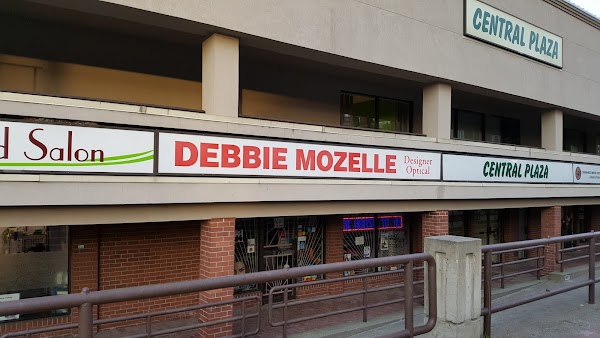 CENTRAL PLAZA
d Salon
DEBBIE MOZELLE
Designer
Optical
CENTRAL PLAZA